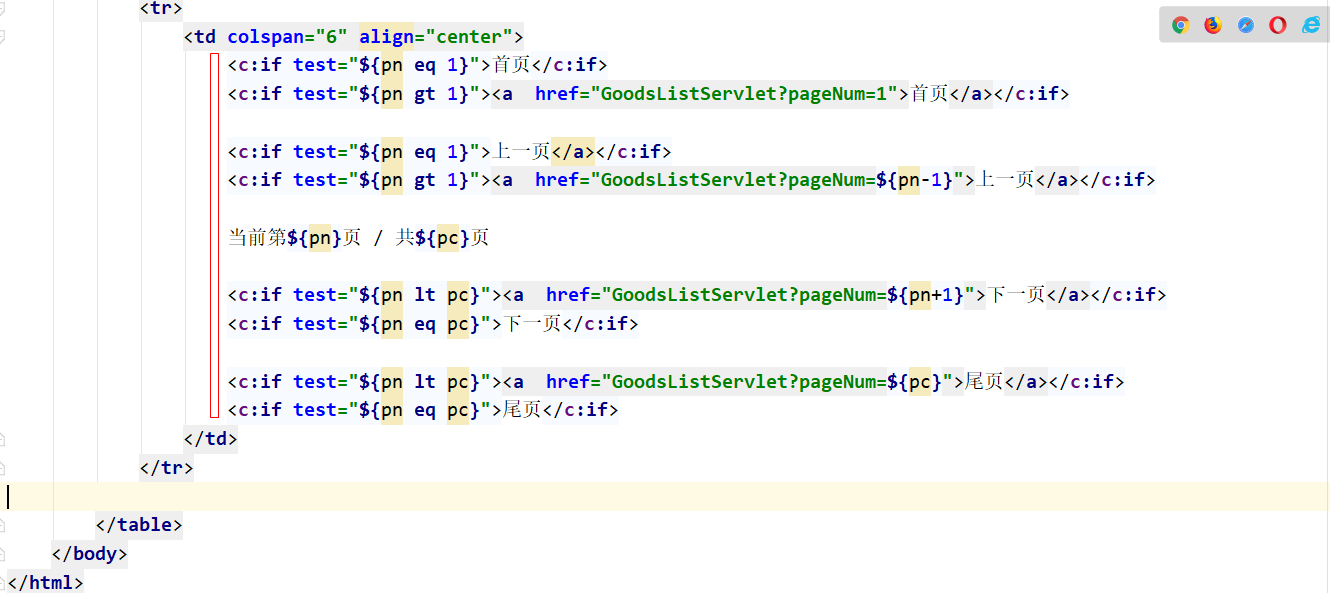 <tr>
<td colspan="6" align="center">
<c:if test="${pn eq 1}">首页</c:if>
<c:if test="${pn gt 1}"><a  href="GoodsListServlet?pageNum=1">首页</a></c:if>
<c:if test="${pn eq 1}">上一页</a></c:if>
<c:if test="${pn gt 1}"><a  href="GoodsListServlet?pageNum=${pn-1}">上一页</a></c:if>
当前第${pn}页 / 共${pc}页
<c:if test="${pn lt pc}"><a  href="GoodsListServlet?pageNum=${pn+1}">下一页</a></c:if>
<c:if test="${pn eq pc}">下一页</c:if>
<c:if test="${pn lt pc}"><a  href="GoodsListServlet?pageNum=${pc}">尾页</a></c:if>
<c:if test="${pn eq pc}">尾页</c:if>
</td>
</tr>
</table>
</body>
</html>